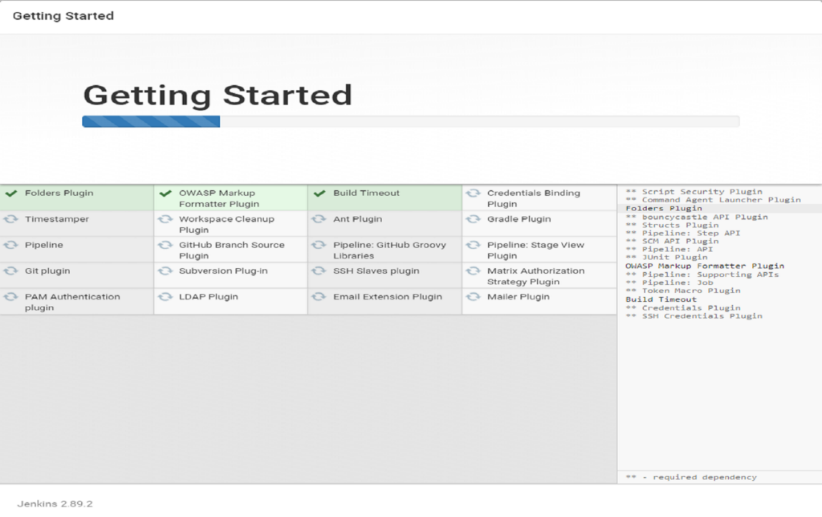 Getting Started
Getting Started
Folders Plugin
OWASP Markup
Formatter Plugin
Build Timeout
Credentials Binding
Plugin
Timestamper
Workspace Cleanup
Plugin
Ant Plugin
Gradle Plugin
Pipeline
GitHub Branch Source
Plugin
Pipeline: GitHub Groovy
Libraries
Pipeline: Stage View
Plugin
Git plugin
Subversion Plug-in
SSH Slaves plugin
Matrix Authorization
Strategy Plugin
PAM Authentication
plugin
LDAP Plugin
Email Extension Plugin
Mailer Plugin
** Script Security Plugin
** Command Agent Launcher Plugin
Folders Plugin
** bouncycastle API Plugin
** Structs Plugin
** Pipeline: Step API
** SCM API Plugin
** Pipeline: API
** JUnit Plugin
OWASP Markup Formatter Plugin
** Pipeline: Supporting APIs
** Pipeline: Job
** Token Macro Plugin
Build Timeout
** Credentials Plugin
** SSH Credentials Plugin
** - required dependency
Jenkins 2.89.2